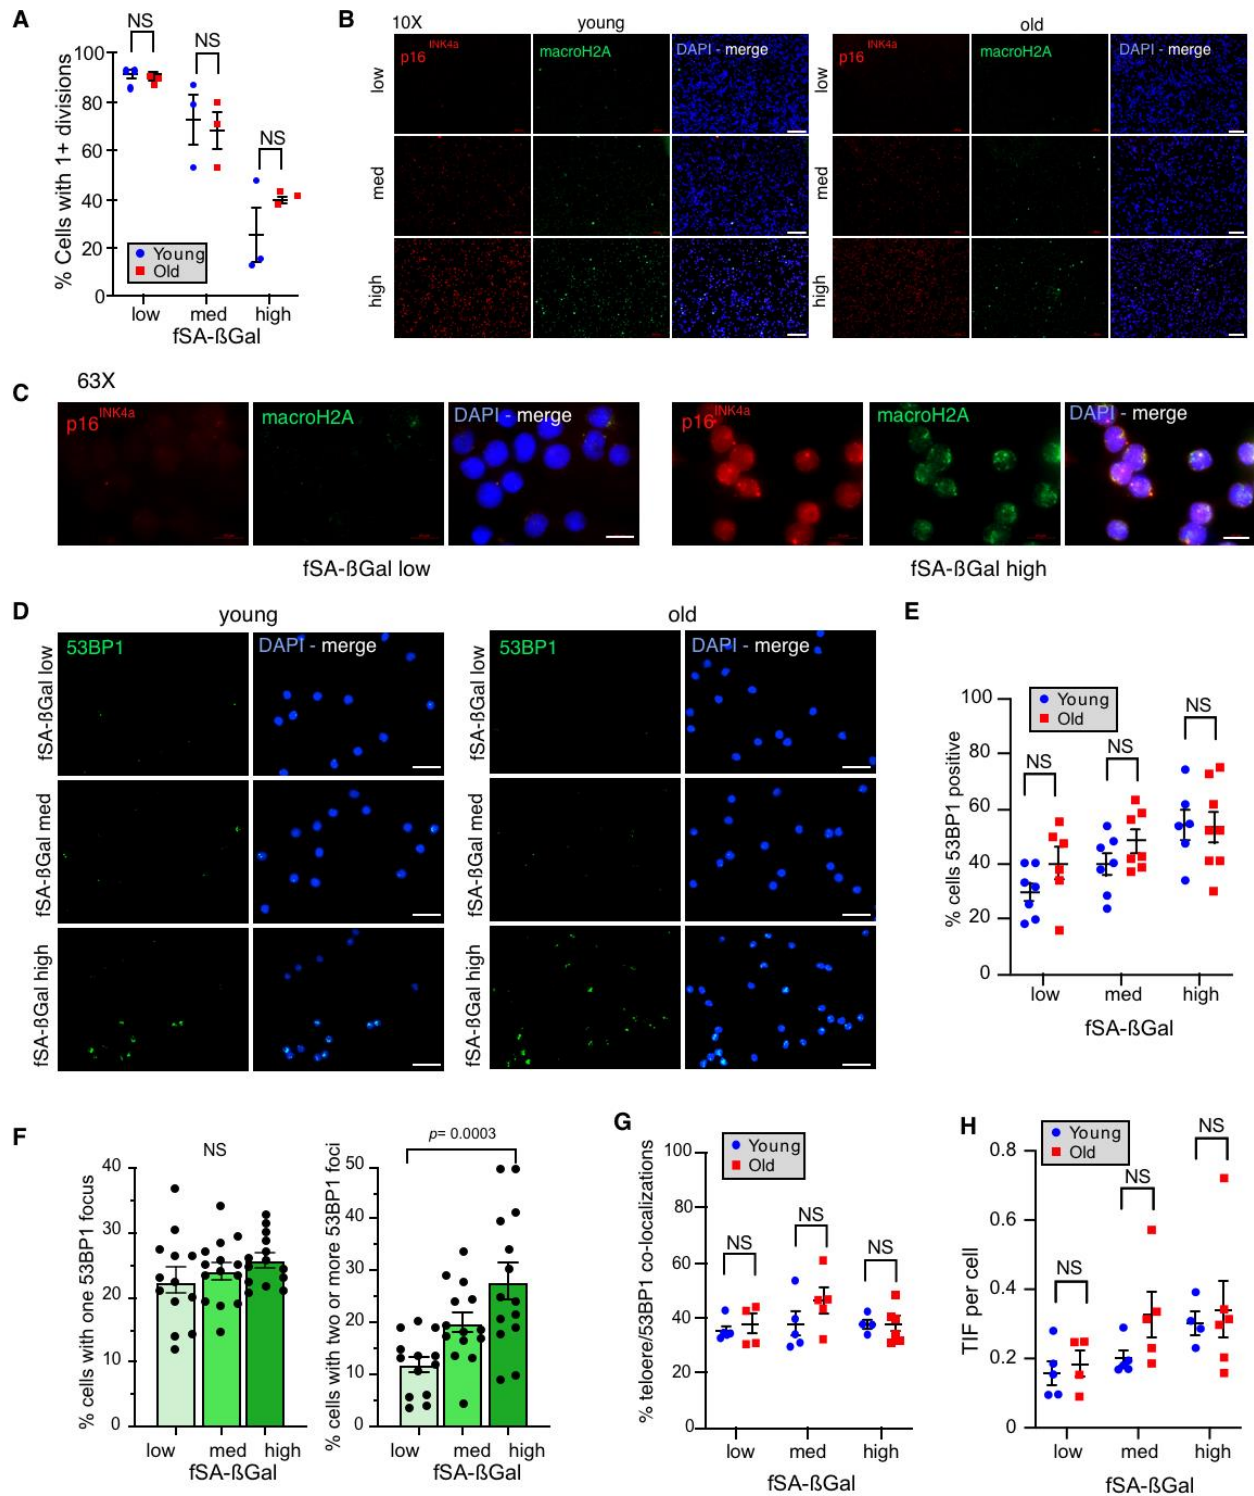 A
NS
NS
NS
% Cells with 1+ divisions
100
80
60
40
20
0
Young
Old
low
med
high
fSA-ßGal
B
10X
young
old
p16INK4a
macroH2A
DAPI - merge
p16INK4a
macroH2A
DAPI - merge
low
med
high
low
med
high
C
63X
p16INK4a
macroH2A
DAPI - merge
p16INK4a
macroH2A
DAPI - merge
fSA-ßGal low
fSA-ßGal high
D
young
old
53BP1
DAPI - merge
53BP1
DAPI - merge
fSA-ßGal low
fSA-ßGal med
fSA-ßGal high
fSA-ßGal low
fSA-ßGal med
fSA-ßGal high
E
Young
Old
NS
NS
NS
% cells 53BP1 positive
100
80
60
40
20
0
low
med
high
fSA-ßGal
F
NS
% cells with one 53BP1 focus
40
30
20
10
0
low
med
high
fSA-ßGal
p= 0.0003
% cells with two or more 53BP1 foci
50
40
30
20
10
0
low
med
high
fSA-ßGal
G
Young
Old
NS
NS
NS
% teloere/53BP1 co-localizations
100
80
60
40
20
0
low
med
high
fSA-ßGal
H
Young
Old
NS
NS
NS
TIF per cell
0.8
0.6
0.4
0.2
0
low
med
high
fSA-ßGal